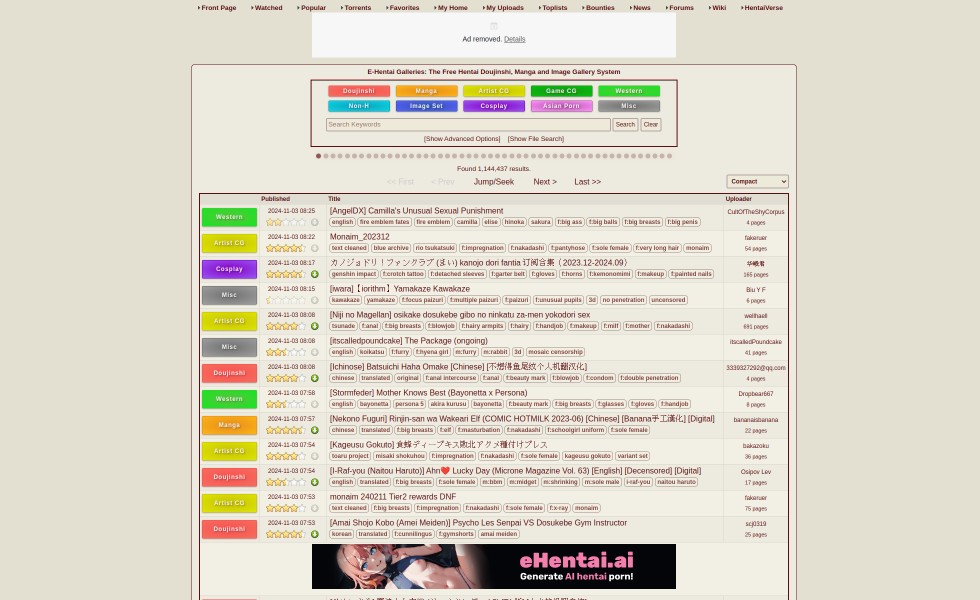 Front Page Watched Popular Torrents Favorites My Home My Uploads Toplists Bounties News Forums Wiki HentaiVerse
Ad removed. Details
E-Hentai Galleries: The Free Hentai Doujinshi, Manga and Image Gallery System
Doujinshi Manga Artist CG Game CG Western
Non-H Image Set Cosplay Asian Porn Misc
Search Keywords Search Clear
[Show Advanced Options] [Show File Search]
Found 1,144,437 results.
<< First < Prev Jump/Seek Next > Last >> Compact
Published Title Uploader
Western 2024-11-03 08:25 [AngelDX] Camilla's Unusual Sexual Punishment CultOfTheShyCorpus
english fire emblem fates fire emblem camilla elise hinoka sakura f:big ass f:big balls f:big breasts f:big penis 4 pages
Artist CG 2024-11-03 08:22 Monaim_202312 fakeruer
text cleaned blue archive rio tsukatsuki f:impregnation f:nakadashi f:pantyhose f:sole female f:very long hair monaim 54 pages
Cosplay 2024-11-03 08:17 カノジョドリ！ファンクラブ (まい) kanojo dori fantia 订阅合集（2023.12-2024.09）
genshin impact f:crotch tattoo f:detached sleeves f:garter belt f:gloves f:horns f:kemonomimi f:makeup f:painted nails 165 pages
Misc 2024-11-03 08:15 [iwara]【iorithm】Yamakaze Kawakaze Biu Y F
kawakaze yamakaze f:focus paizuri f:multiple paizuri f:paizuri f:unusual pupils 3d no penetration uncensored 6 pages
Artist CG 2024-11-03 08:08 [Niji no Magellan] osikake dosukebe gibo no ninkatu za-men yokodori sex wellhaell
tsunade f:anal f:big breasts f:blowjob f:hairy armpits f:hairy f:handjob f:makeup f:milf f:mother f:nakadashi 691 pages
Misc 2024-11-03 08:08 [itscalledpoundcake] The Package (ongoing) itscalledPoundcake
english koikatsu f:furry f:hyena girl m:furry m:rabbit 3d mosaic censorship 41 pages
Doujinshi 2024-11-03 08:08 [Ichinose] Batsuichi Haha Omake [Chinese] [不想得鱼尾纹个人机翻汉化] 3339327292@qq.com
chinese translated original f:anal intercourse f:anal f:beauty mark f:blowjob f:condom f:double penetration 4 pages
Western 2024-11-03 07:58 [Stormfeder] Mother Knows Best (Bayonetta x Persona) Dropbear667
english bayonetta persona 5 akira kurusu bayonetta f:beauty mark f:big breasts f:glasses f:gloves f:handjob 8 pages
Manga 2024-11-03 07:57 [Nekono Fuguri] Rinjin-san wa Wakeari Elf (COMIC HOTMILK 2023-06) [Chinese] [Banana手工漢化] [Digital] bananaisbanana
chinese translated f:big breasts f:elf f:masturbation f:nakadashi f:schoolgirl uniform f:sole female 22 pages
Artist CG 2024-11-03 07:54 [Kageusu Gokuto] 食蜂ディープキス敗北アクメ種付けプレス bakazoku
toaru project misaki shokuhou f:impregnation f:nakadashi f:sole female kageusu gokuto variant set 36 pages
Doujinshi 2024-11-03 07:54 [I-Raf-you (Naitou Haruto)] Ahn❤ Lucky Day (Microne Magazine Vol. 63) [English] [Decensored] [Digital] Osipov Lev
english translated f:big breasts f:sole female m:bbm m:midget m:shrinking m:sole male i-raf-you naitou haruto 17 pages
Artist CG 2024-11-03 07:53 monaim 240211 Tier2 rewards DNF fakeruer
text cleaned f:big breasts f:impregnation f:nakadashi f:sole female f:x-ray monaim 75 pages
Doujinshi 2024-11-03 07:53 [Amai Shojo Kobo (Amei Meiden)] Psycho Les Senpai VS Dosukebe Gym Instructor scj0319
korean translated f:cunnilingus f:gymshorts amai meiden 25 pages
eHentai.ai
Generate AI hentai porn!